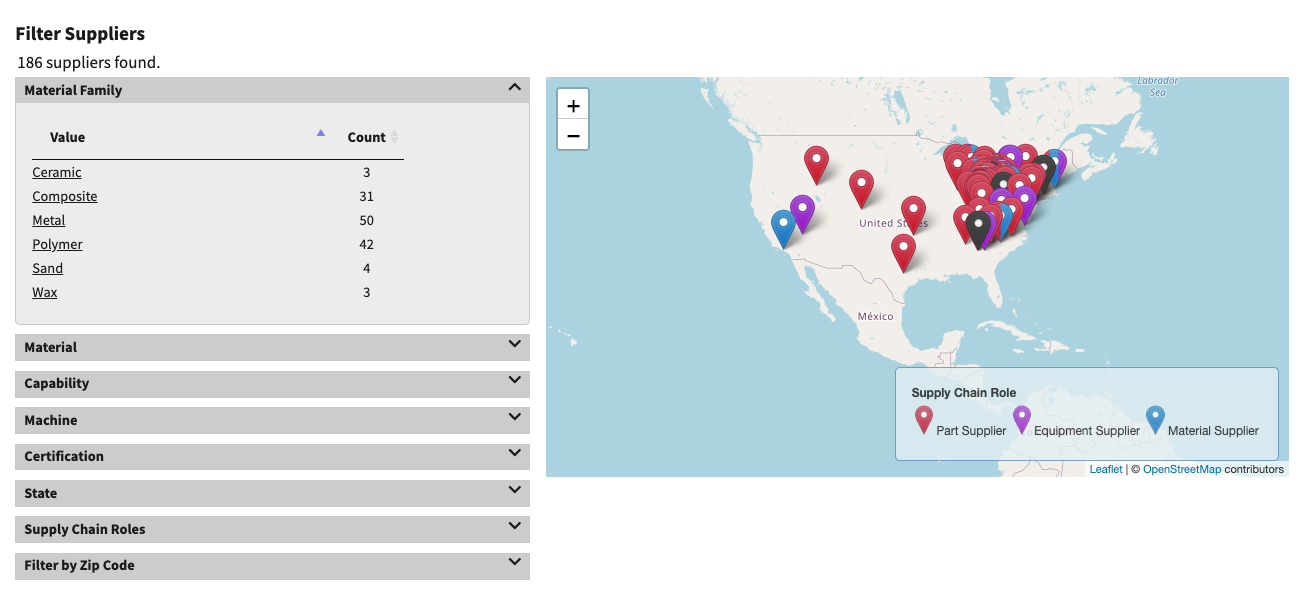 Filter Suppliers
186 suppliers found.
Material Family
Value Count
Ceramic 3
Composite 31
Metal 50
Polymer 42
Sand 4
Wax 3
Material
Capability
Machine
Certification
State
Supply Chain Roles
Filter by Zip Code
+
−
Labrador
Sea
United States
México
Supply Chain Role
Part Supplier Equipment Supplier Material Supplier
Leaflet | © OpenStreetMap contributors